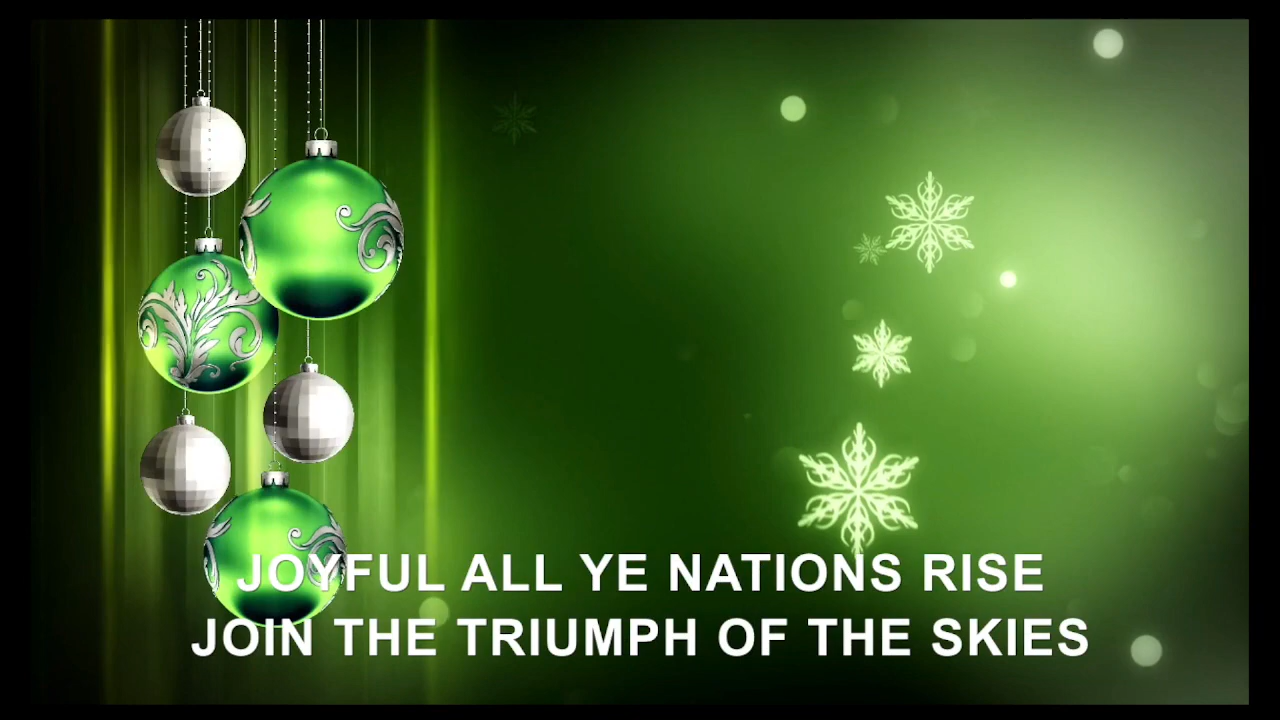 JOYFUL ALL YE NATIONS RISE
JOIN THE TRIUMPH OF THE SKIES